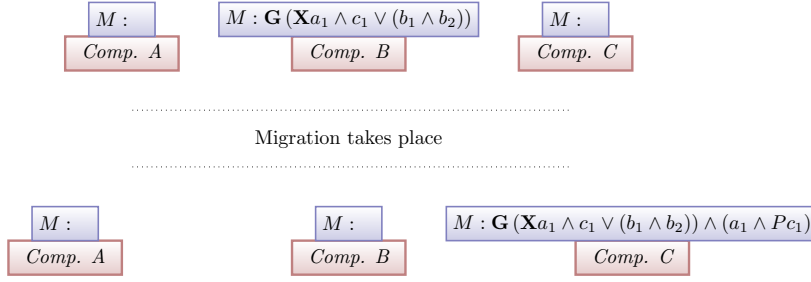 M : M : G (Xa₁ ∧ c₁ ∨ (b₁ ∧ b₂)) M :
Comp. A Comp. B Comp. C
Migration takes place
M : M : M : G (Xa₁ ∧ c₁ ∨ (b₁ ∧ b₂)) ∧ (a₁ ∧ Pc₁)
Comp. A Comp. B Comp. C